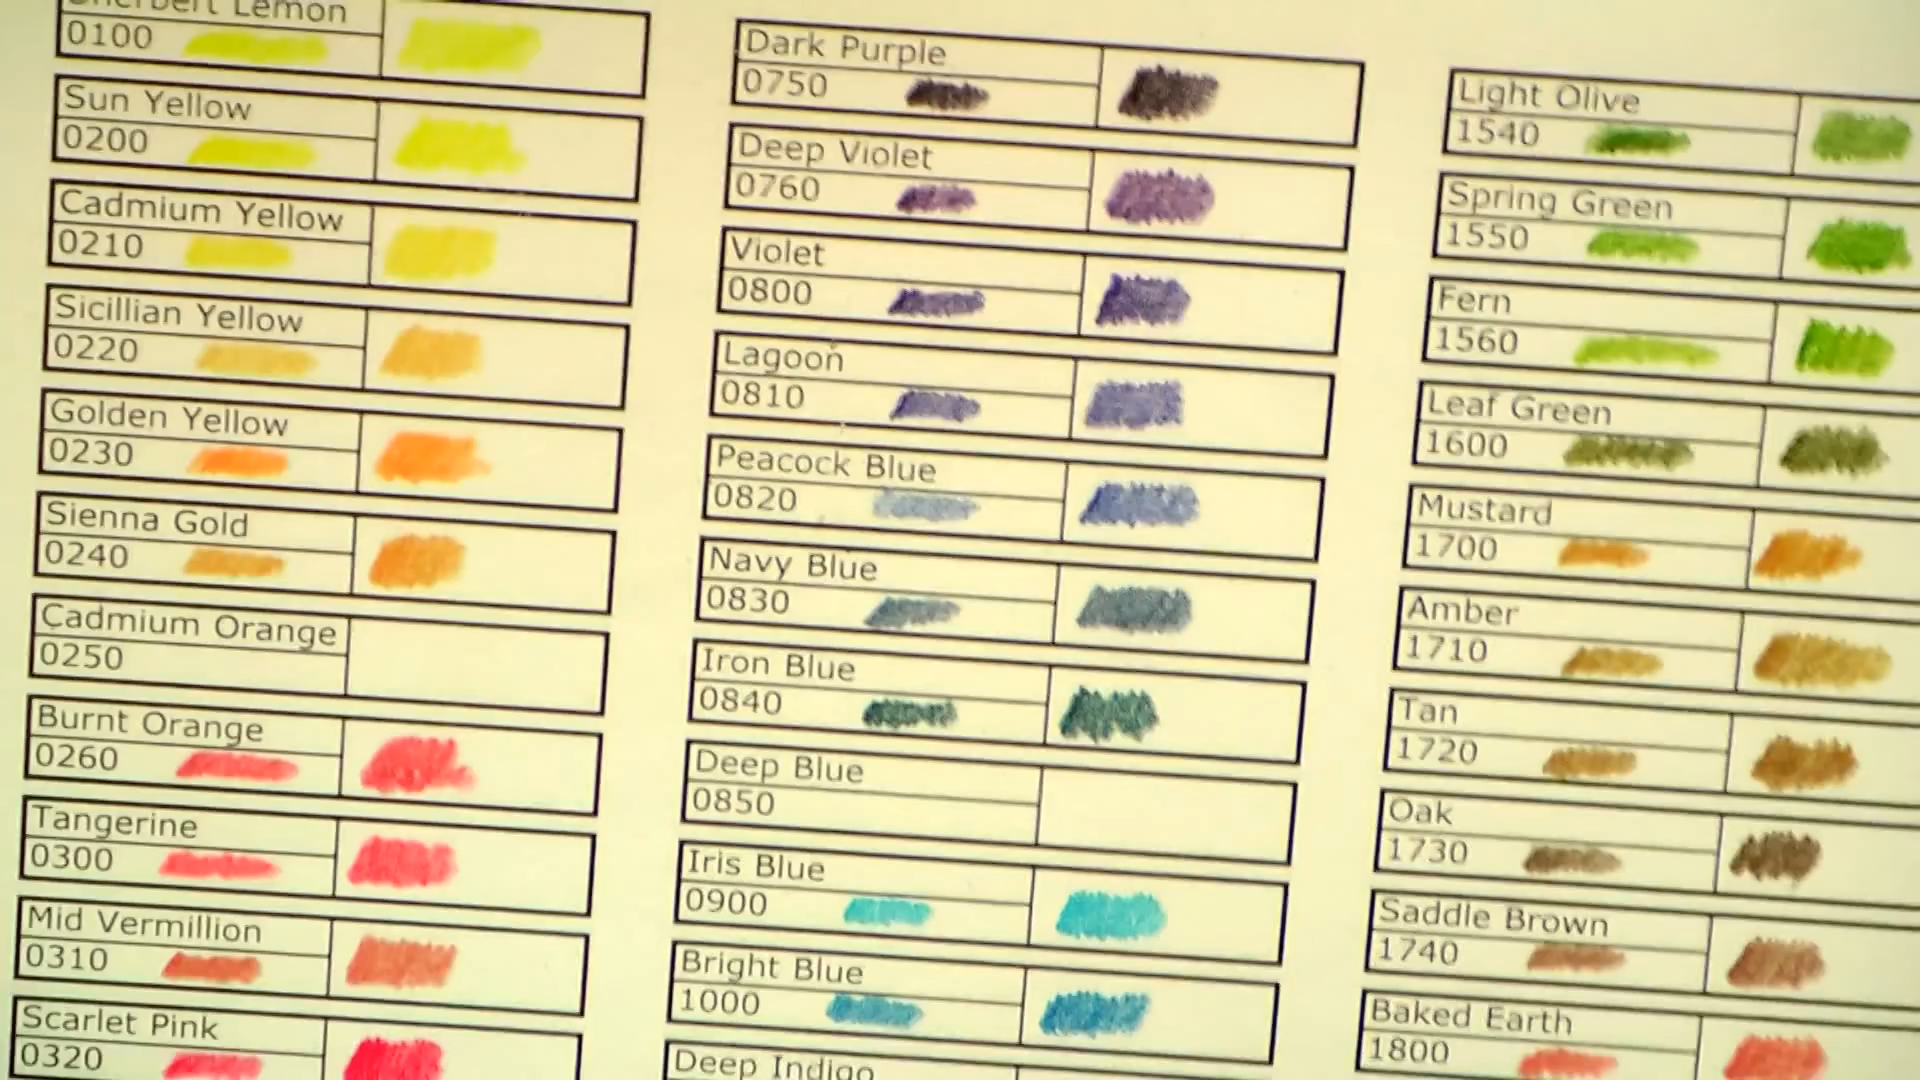 Sherbert Lemon
0100
Sun Yellow
0200
Cadmium Yellow
0210
Sicillian Yellow
0220
Golden Yellow
0230
Sienna Gold
0240
Cadmium Orange
0250
Burnt Orange
0260
Tangerine
0300
Mid Vermillion
0310
Scarlet Pink
0320
Dark Purple
0750
Deep Violet
0760
Violet
0800
Lagoon
0810
Peacock Blue
0820
Navy Blue
0830
Iron Blue
0840
Deep Blue
0850
Iris Blue
0900
Bright Blue
1000
Deep Indigo
Light Olive
1540
Spring Green
1550
Fern
1560
Leaf Green
1600
Mustard
1700
Amber
1710
Tan
1720
Oak
1730
Saddle Brown
1740
Baked Earth
1800